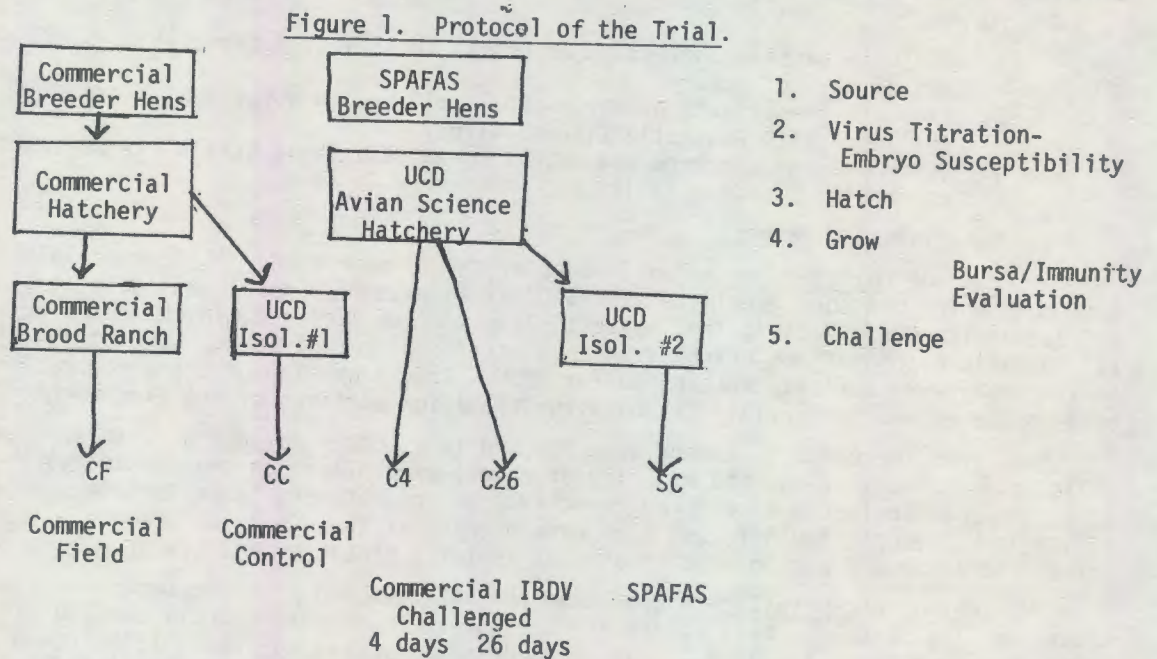 Figure 1. Protocol of the Trial.
Commercial
Breeder Hens
SPAFAS
Breeder Hens
Commercial
Hatchery
UCD
Avian Science
Hatchery
Commercial
Brood Ranch
UCD
Isol.#1
UCD
Isol. #2
CF
CC
C4
C26
SC
Commercial
Field
Commercial
Control
Commercial IBDV
Challenged
4 days 26 days
SPAFAS
1. Source
2. Virus Titration-
Embryo Susceptibility
3. Hatch
4. Grow
Bursa/Immunity
Evaluation
5. Challenge